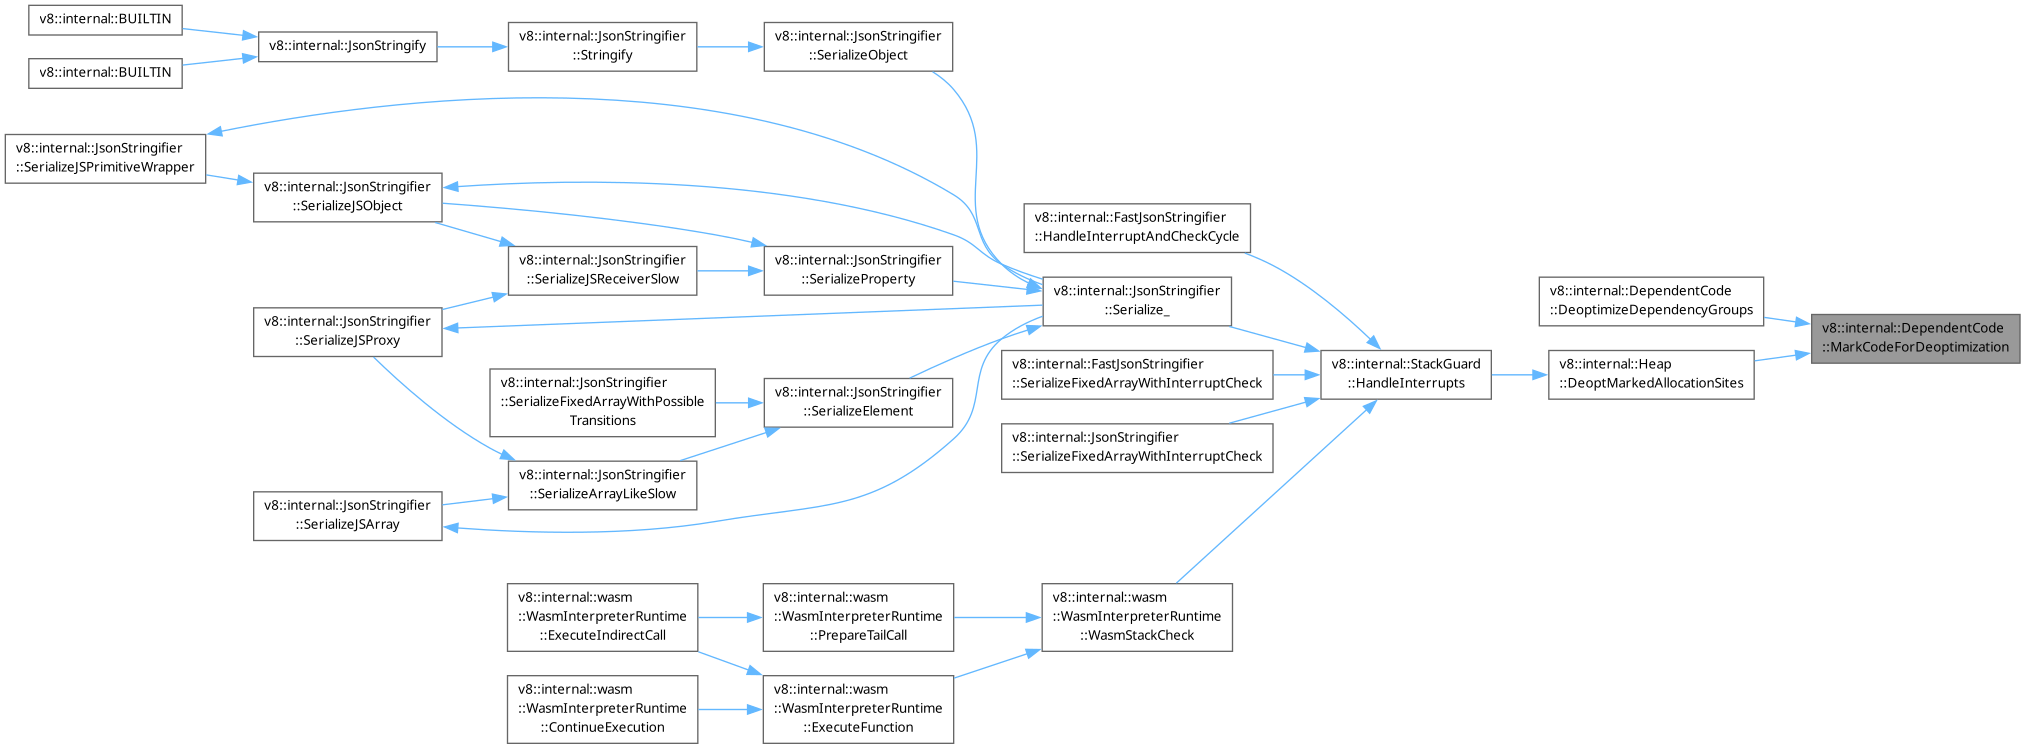 v8::internal::BUILTIN
v8::internal::JsonStringify
v8::internal::BUILTIN
v8::internal::JsonStringifier
::Stringify
v8::internal::JsonStringifier
::SerializeObject
v8::internal::JsonStringifier
::SerializeJSPrimitiveWrapper
v8::internal::JsonStringifier
::SerializeJSObject
v8::internal::JsonStringifier
::SerializeJSReceiverSlow
v8::internal::JsonStringifier
::SerializeProperty
v8::internal::FastJsonStringifier
::HandleInterruptAndCheckCycle
v8::internal::JsonStringifier
::Serialize_
v8::internal::DependentCode
::DeoptimizeDependencyGroups
v8::internal::DependentCode
::MarkCodeForDeoptimization
v8::internal::JsonStringifier
::SerializeJSProxy
v8::internal::FastJsonStringifier
::SerializeFixedArrayWithInterruptCheck
v8::internal::StackGuard
::HandleInterrupts
v8::internal::Heap
::DeoptMarkedAllocationSites
v8::internal::JsonStringifier
::SerializeFixedArrayWithPossible
Transitions
v8::internal::JsonStringifier
::SerializeElement
v8::internal::JsonStringifier
::SerializeFixedArrayWithInterruptCheck
v8::internal::JsonStringifier
::SerializeArrayLikeSlow
v8::internal::JsonStringifier
::SerializeJSArray
v8::internal::wasm
::WasmInterpreterRuntime
::ExecuteIndirectCall
v8::internal::wasm
::WasmInterpreterRuntime
::PrepareTailCall
v8::internal::wasm
::WasmInterpreterRuntime
::WasmStackCheck
v8::internal::wasm
::WasmInterpreterRuntime
::ContinueExecution
v8::internal::wasm
::WasmInterpreterRuntime
::ExecuteFunction